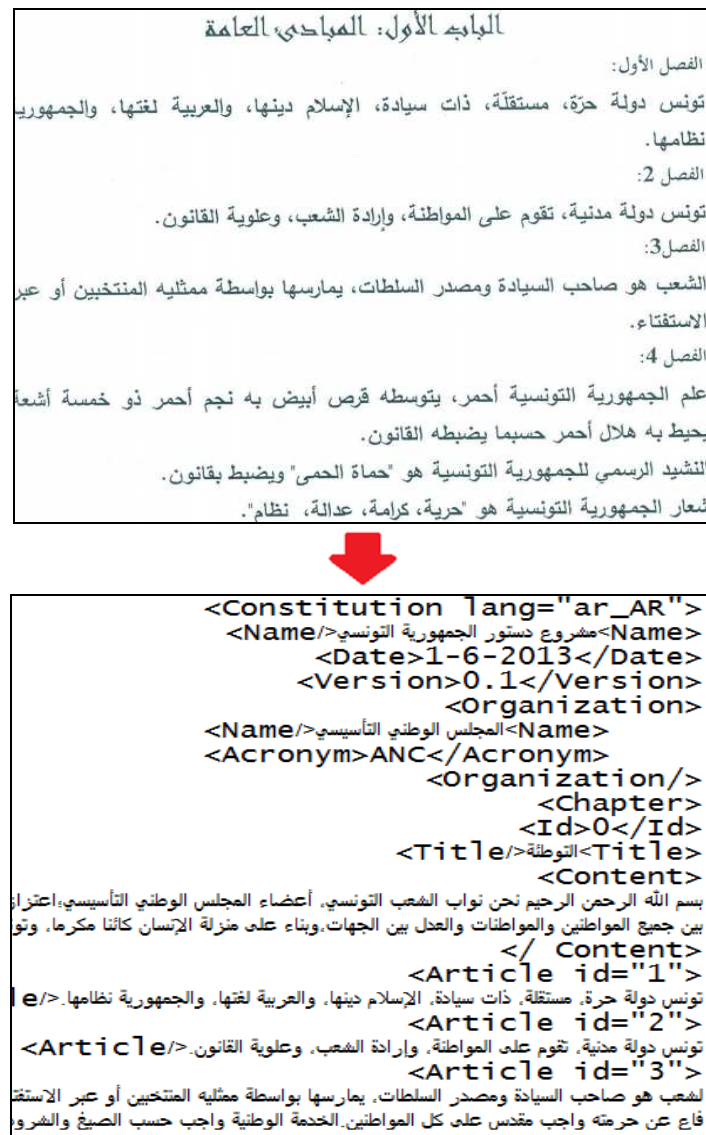 الباب الأول: المبادئ العامة
الفصل الأول:
تونس دولة حرّة، مستقلّة، ذات سيادة، الإسلام دينها، والعربية لغتها، والجمهورية
نظامها.
الفصل 2:
تونس دولة مدنية، تقوم على المواطنة، وإرادة الشعب، وعلوية القانون.
الفصل3:
الشعب هو صاحب السيادة ومصدر السلطات، يمارسها بواسطة ممثليه المنتخبين أو عبر
الاستفتاء.
الفصل 4:
علم الجمهورية التونسية أحمر، يتوسطه قرص أبيض به نجم أحمر ذو خمسة أشعة
يحيط به هلال أحمر حسبما يضبطه القانون.
النشيد الرسمي للجمهورية التونسية هو "حماة الحمى" ويضبط بقانون.
شعار الجمهورية التونسية هو "حرية، كرامة، عدالة، نظام".
<Constitution lang="ar_AR">
<Name>مشروع دستور الجمهورية التونسي</Name>
<Date>1-6-2013</Date>
<Version>0.1</Version>
<Organization>
<Name>المجلس الوطني التأسيسي</Name>
<Acronym>ANC</Acronym>
<Organization/>
<Chapter>
<Id>0</Id>
<Title>التوطئة</Title>
<Content>
بسم الله الرحمن الرحيم نحن نواب الشعب التونسي، أعضاء المجلس الوطني التأسيسي،
بين جميع المواطنين والمواطنات والعدل بين الجهات،وبناء على منزلة الإنسان كائنا مكرما،
</ Content>
<Article id="1">
تونس دولة حرة، مستقلة، ذات سيادة، الإسلام دينها، والعربية لغتها، والجمهورية نظامها.</
<Article id="2">
تونس دولة مدنية، تقوم على المواطنة، وإرادة الشعب، وعلوية القانون.</Article>
<Article id="3">
لشعب هو صاحب السيادة ومصدر السلطات، يمارسها بواسطة ممثليه المنتخبين أو عبر
فاع عن حرمته واجب مقدس على كل المواطنين.الخدمة الوطنية واجب حسب الصيغ